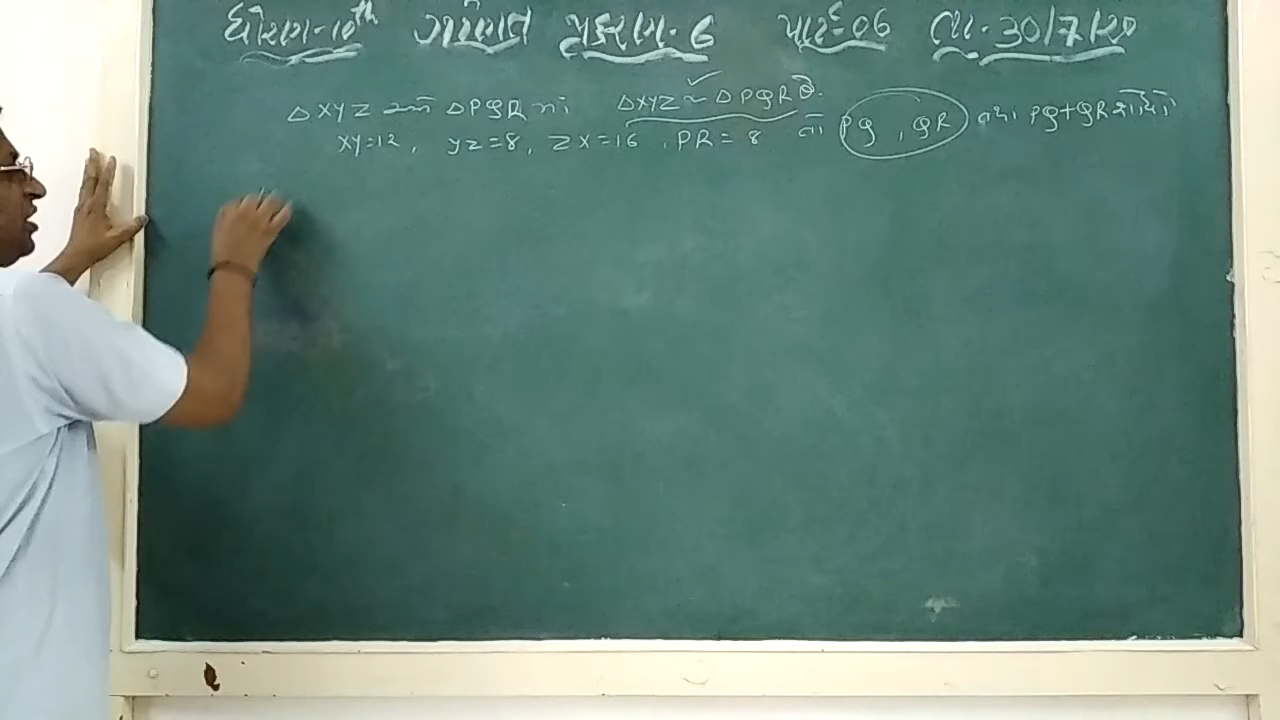 ધોરણ-10th ગણિત પ્રકરણ-6 પાર્ટ-06 તા.30/7/20
△XYZ અને △PQRમાં △XYZ ~ △PQR છે. ✓
XY=12, YZ=8, ZX=16, PR=8 તો PQ, QR તથા PQ+QR શોધો